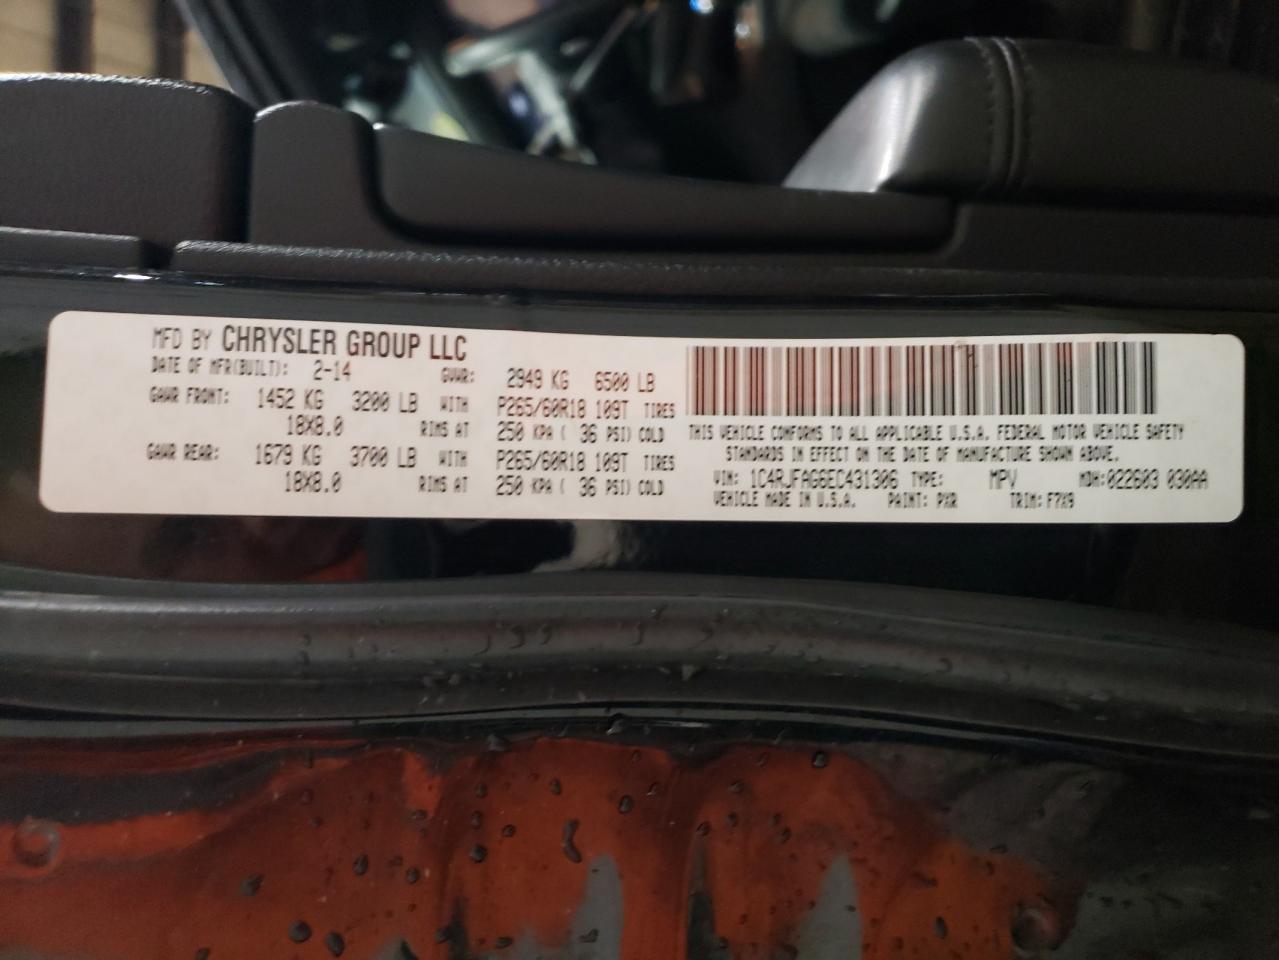 MFD BY CHRYSLER GROUP LLC
DATE OF MFR(BUILT): 2-14 GVWR: 2949 KG 6500 LB
GAWR FRONT: 1452 KG 3200 LB WITH P265/60R18 109T TIRES
18X8.0 RIMS AT 250 KPA ( 36 PSI) COLD
GAWR REAR: 1679 KG 3700 LB WITH P265/60R18 109T TIRES
18X8.0 RIMS AT 250 KPA ( 36 PSI) COLD
THIS VEHICLE CONFORMS TO ALL APPLICABLE U.S.A. FEDERAL MOTOR VEHICLE SAFETY
STANDARDS IN EFFECT ON THE DATE OF MANUFACTURE SHOWN ABOVE.
VIN: 1C4RJFAG6EC431306 TYPE: MPV MDH:022603 030AA
VEHICLE MADE IN U.S.A. PAINT: PXR TRIM: F7X9